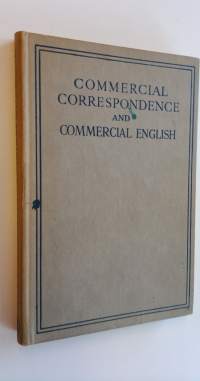 COMMERCIAL
CORRESPONDENCE
AND
COMMERCIAL ENGLISH